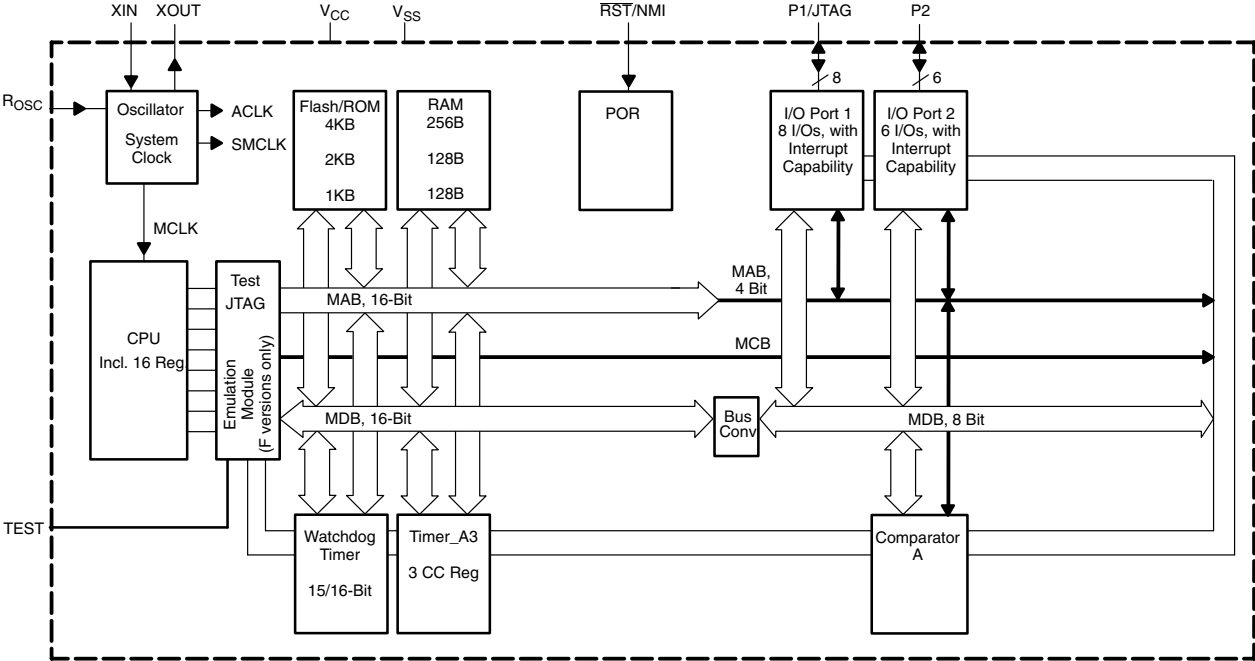 XIN
XOUT
VCC
VSS
RST/NMI
P1/JTAG
P2
8
6
ROSC
Oscillator
System
Clock
ACLK
SMCLK
Flash/ROM
4KB
2KB
1KB
RAM
256B
128B
128B
POR
I/O Port 1
8 I/Os, with
Interrupt
Capability
I/O Port 2
6 I/Os, with
Interrupt
Capability
MCLK
CPU
Incl. 16 Reg
Test
JTAG
Emulation
Module
(F versions only)
MAB, 16-Bit
MAB,
4 Bit
MCB
MDB, 16-Bit
Bus
Conv
MDB, 8 Bit
TEST
Watchdog
Timer
15/16-Bit
Timer_A3
3 CC Reg
Comparator
A